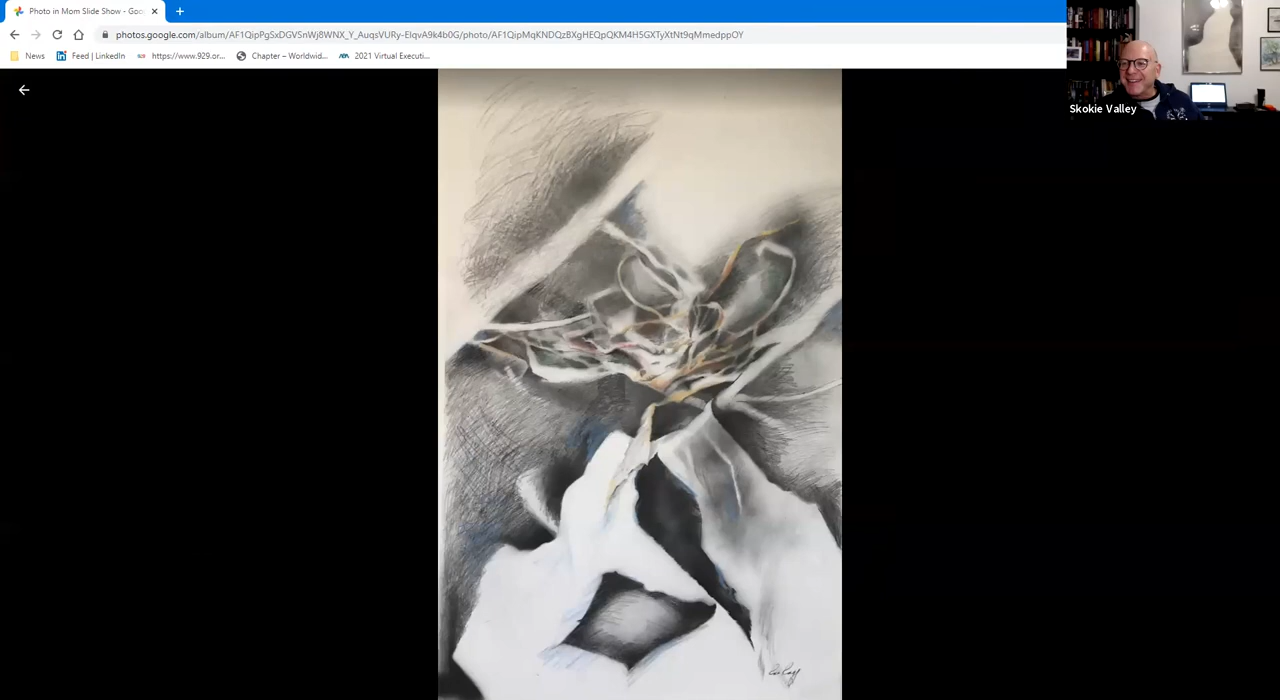 Photo in Mom Slide Show - Goo
photos.google.com/album/AF1QipPgSxDGVSnWj8WNX_Y_AunsVURy-ElqvA9k4b0G/photo/AF1QipMqKNDQzBXgHEQpQKM4H5GXTyXtNt9qMmedppOY
News
Feed | LinkedIn
https://www.929.or...
Chapter – Worldwid...
2021 Virtual Executi...
Skokie Valley